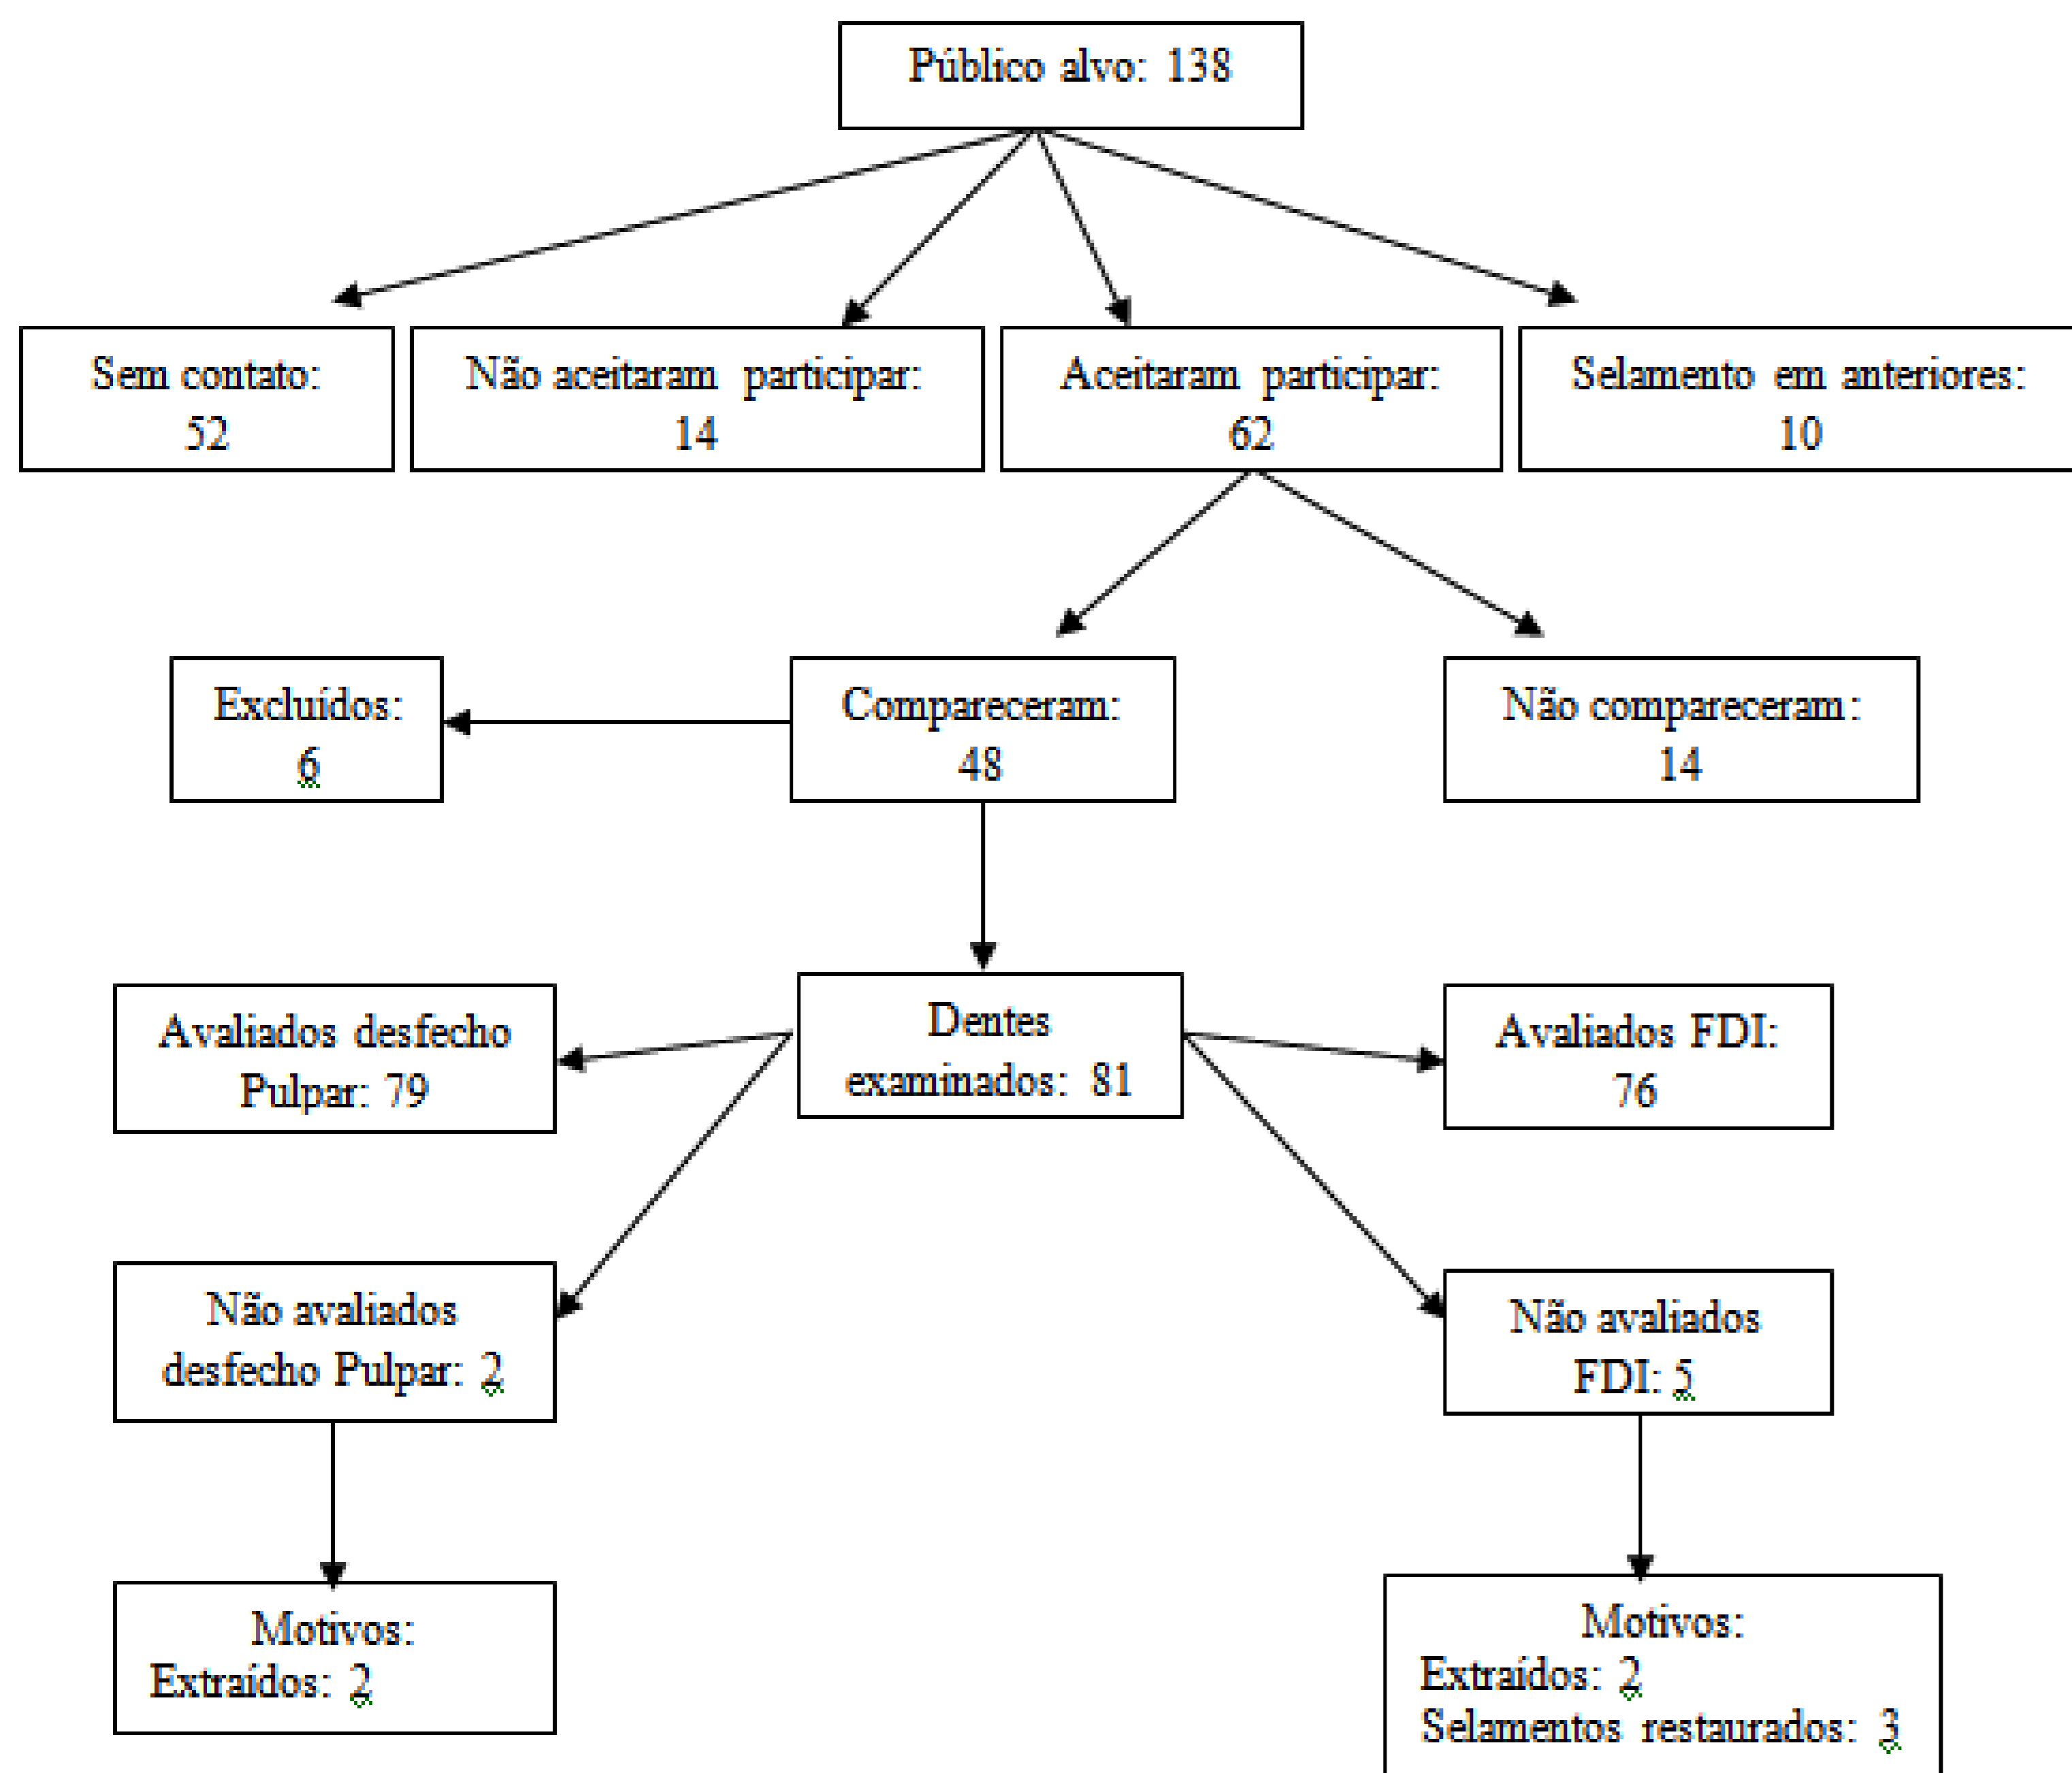 Público alvo: 138
Sem contato:
52
Não aceitaram participar:
14
Aceitaram participar:
62
Selamento em anteriores:
10
Excluídos:
6
Compareceram:
48
Não compareceram:
14
Avaliados desfecho
Pulpar: 79
Dentes
examinados: 81
Avaliados FDI:
76
Não avaliados
desfecho Pulpar: 2
Não avaliados
FDI: 5
Motivos:
Extraídos: 2
Motivos:
Extraídos: 2
Selamentos restaurados: 3